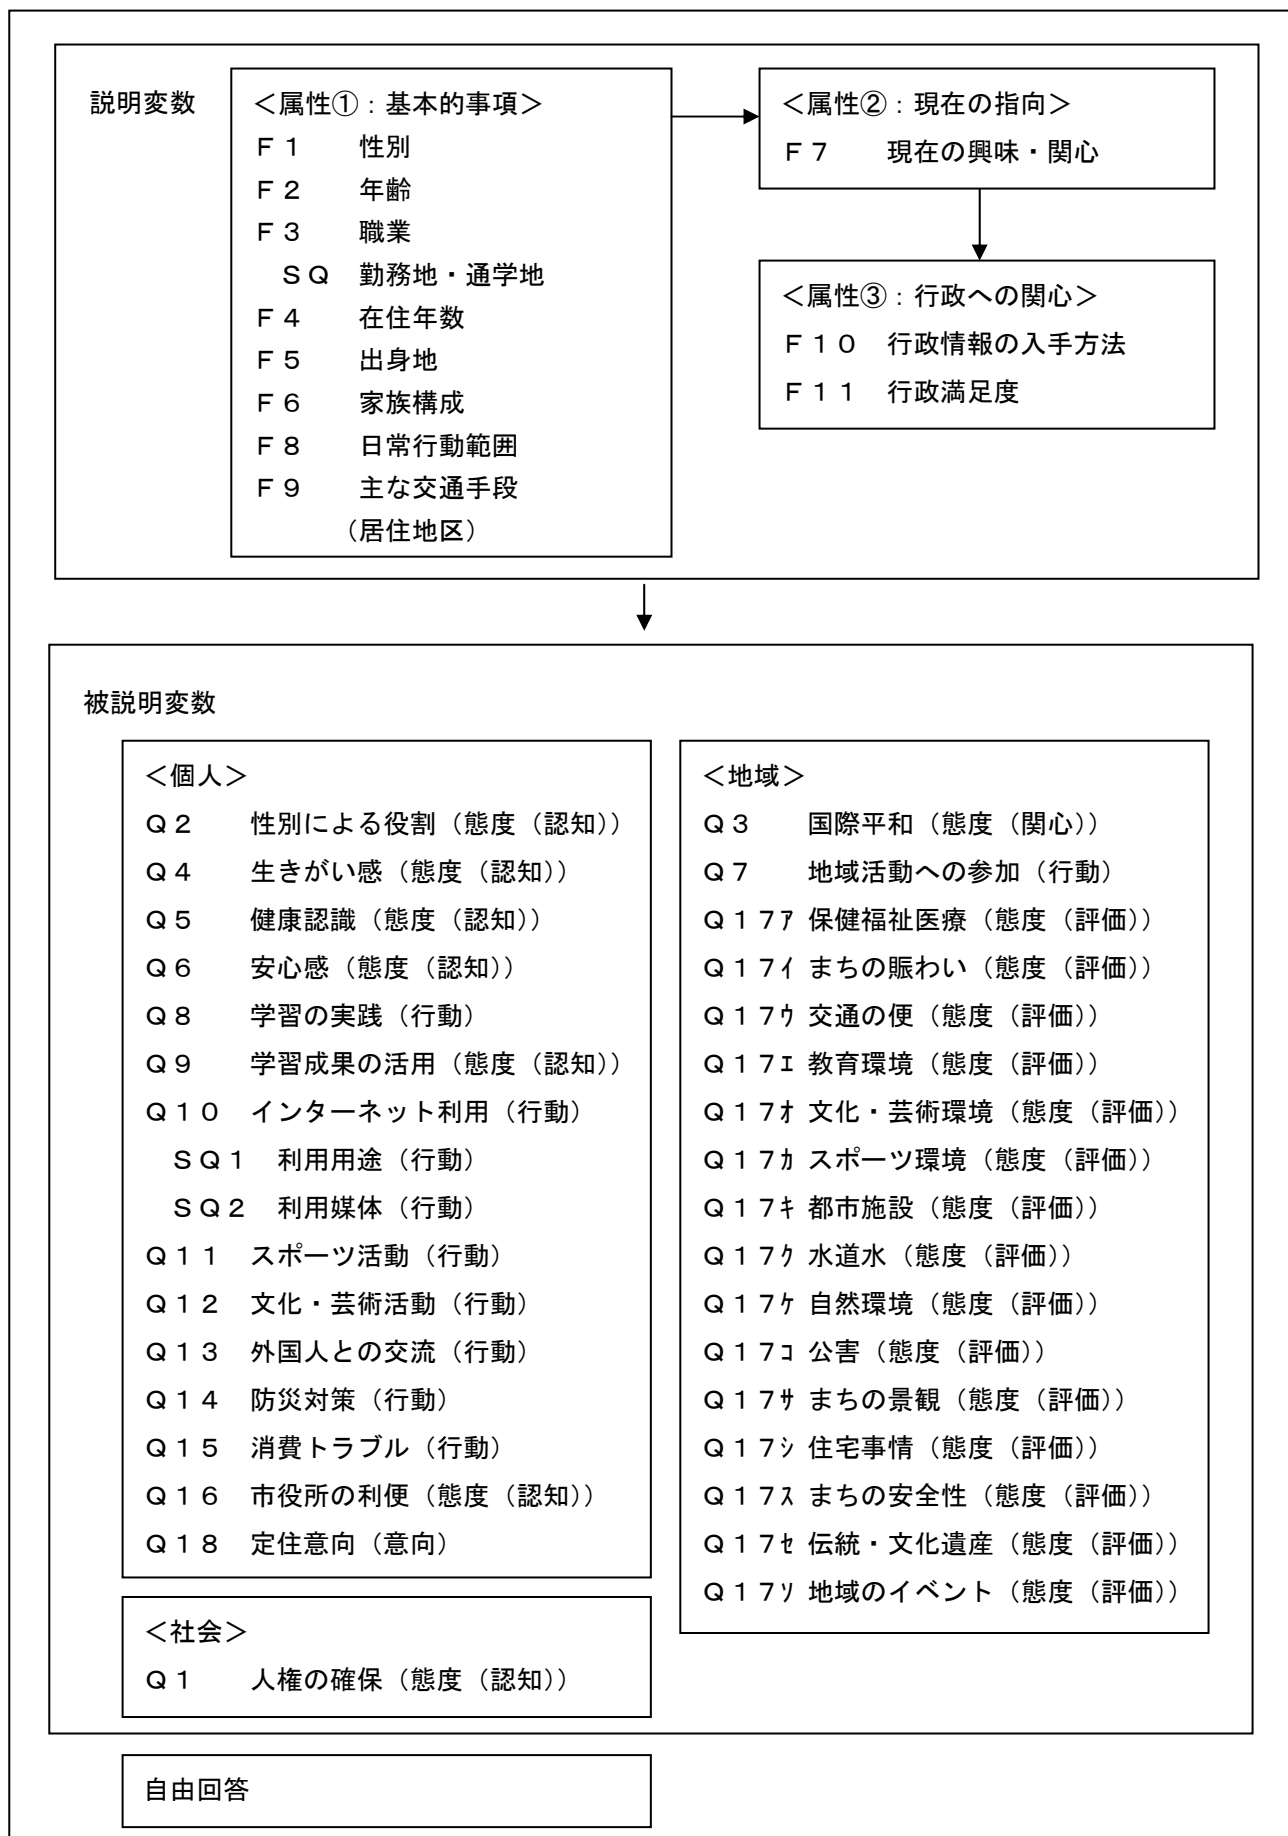 説明変数
＜属性①：基本的事項＞
Ｆ１　　性別
Ｆ２　　年齢
Ｆ３　　職業
　ＳＱ　勤務地・通学地
Ｆ４　　在住年数
Ｆ５　　出身地
Ｆ６　　家族構成
Ｆ８　　日常行動範囲
Ｆ９　　主な交通手段
（居住地区）
＜属性②：現在の指向＞
Ｆ７　　現在の興味・関心
＜属性③：行政への関心＞
Ｆ１０　行政情報の入手方法
Ｆ１１　行政満足度
被説明変数
＜個人＞
Ｑ２　　性別による役割（態度（認知））
Ｑ４　　生きがい感（態度（認知））
Ｑ５　　健康認識（態度（認知））
Ｑ６　　安心感（態度（認知））
Ｑ８　　学習の実践（行動）
Ｑ９　　学習成果の活用（態度（認知））
Ｑ１０　インターネット利用（行動）
　ＳＱ１　利用用途（行動）
　ＳＱ２　利用媒体（行動）
Ｑ１１　スポーツ活動（行動）
Ｑ１２　文化・芸術活動（行動）
Ｑ１３　外国人との交流（行動）
Ｑ１４　防災対策（行動）
Ｑ１５　消費トラブル（行動）
Ｑ１６　市役所の利便（態度（認知））
Ｑ１８　定住意向（意向）
＜社会＞
Ｑ１　　人権の確保（態度（認知））
＜地域＞
Ｑ３　　国際平和（態度（関心））
Ｑ７　　地域活動への参加（行動）
Ｑ１７ｱ 保健福祉医療（態度（評価））
Ｑ１７ｲ まちの賑わい（態度（評価））
Ｑ１７ｳ 交通の便（態度（評価））
Ｑ１７ｴ 教育環境（態度（評価））
Ｑ１７ｵ 文化・芸術環境（態度（評価））
Ｑ１７ｶ スポーツ環境（態度（評価））
Ｑ１７ｷ 都市施設（態度（評価））
Ｑ１７ｸ 水道水（態度（評価））
Ｑ１７ｹ 自然環境（態度（評価））
Ｑ１７ｺ 公害（態度（評価））
Ｑ１７ｻ まちの景観（態度（評価））
Ｑ１７ｼ 住宅事情（態度（評価））
Ｑ１７ｽ まちの安全性（態度（評価））
Ｑ１７ｾ 伝統・文化遺産（態度（評価））
Ｑ１７ｿ 地域のイベント（態度（評価））
自由回答